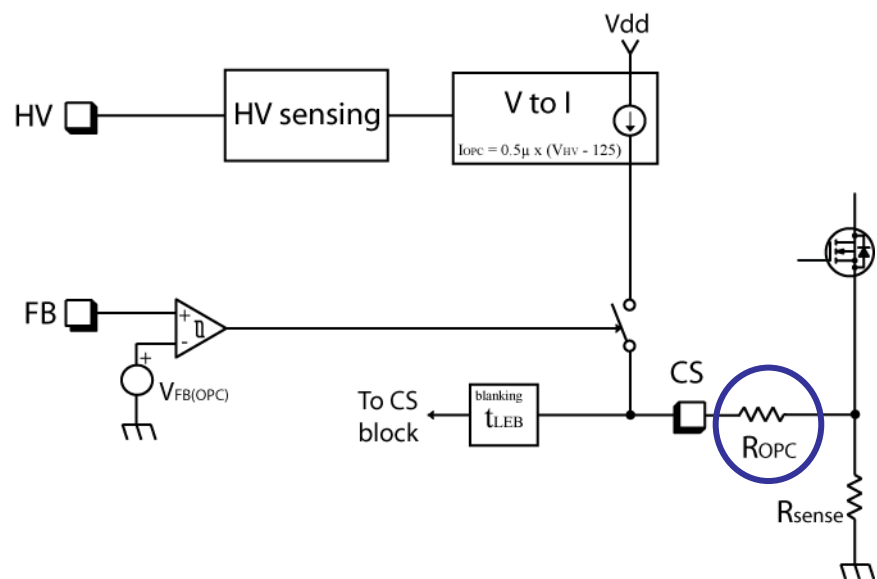 Vdd
HV
HV sensing
V to I
IOPC = 0.5µ x (VHV - 125)
FB
+
-
+
VFB(OPC)
To CS
block
blanking
tLEB
CS
ROPC
Rsense